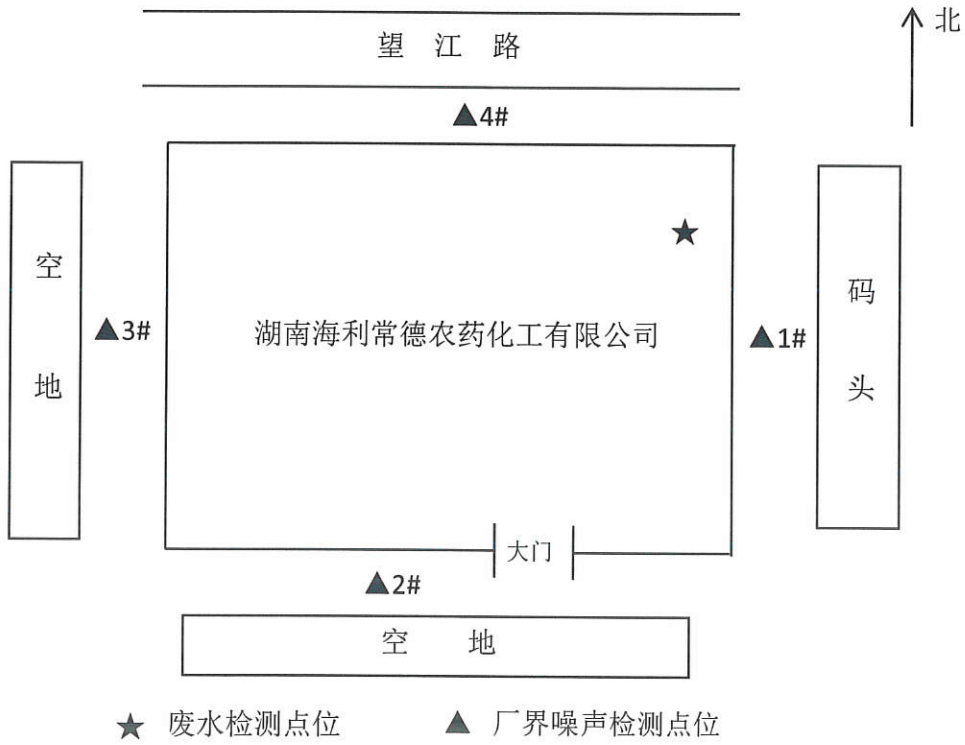 北
望江路
▲4#
空地
码头
▲3#
湖南海利常德农药化工有限公司
▲1#
大门
▲2#
空地
★ 废水检测点位 ▲ 厂界噪声检测点位